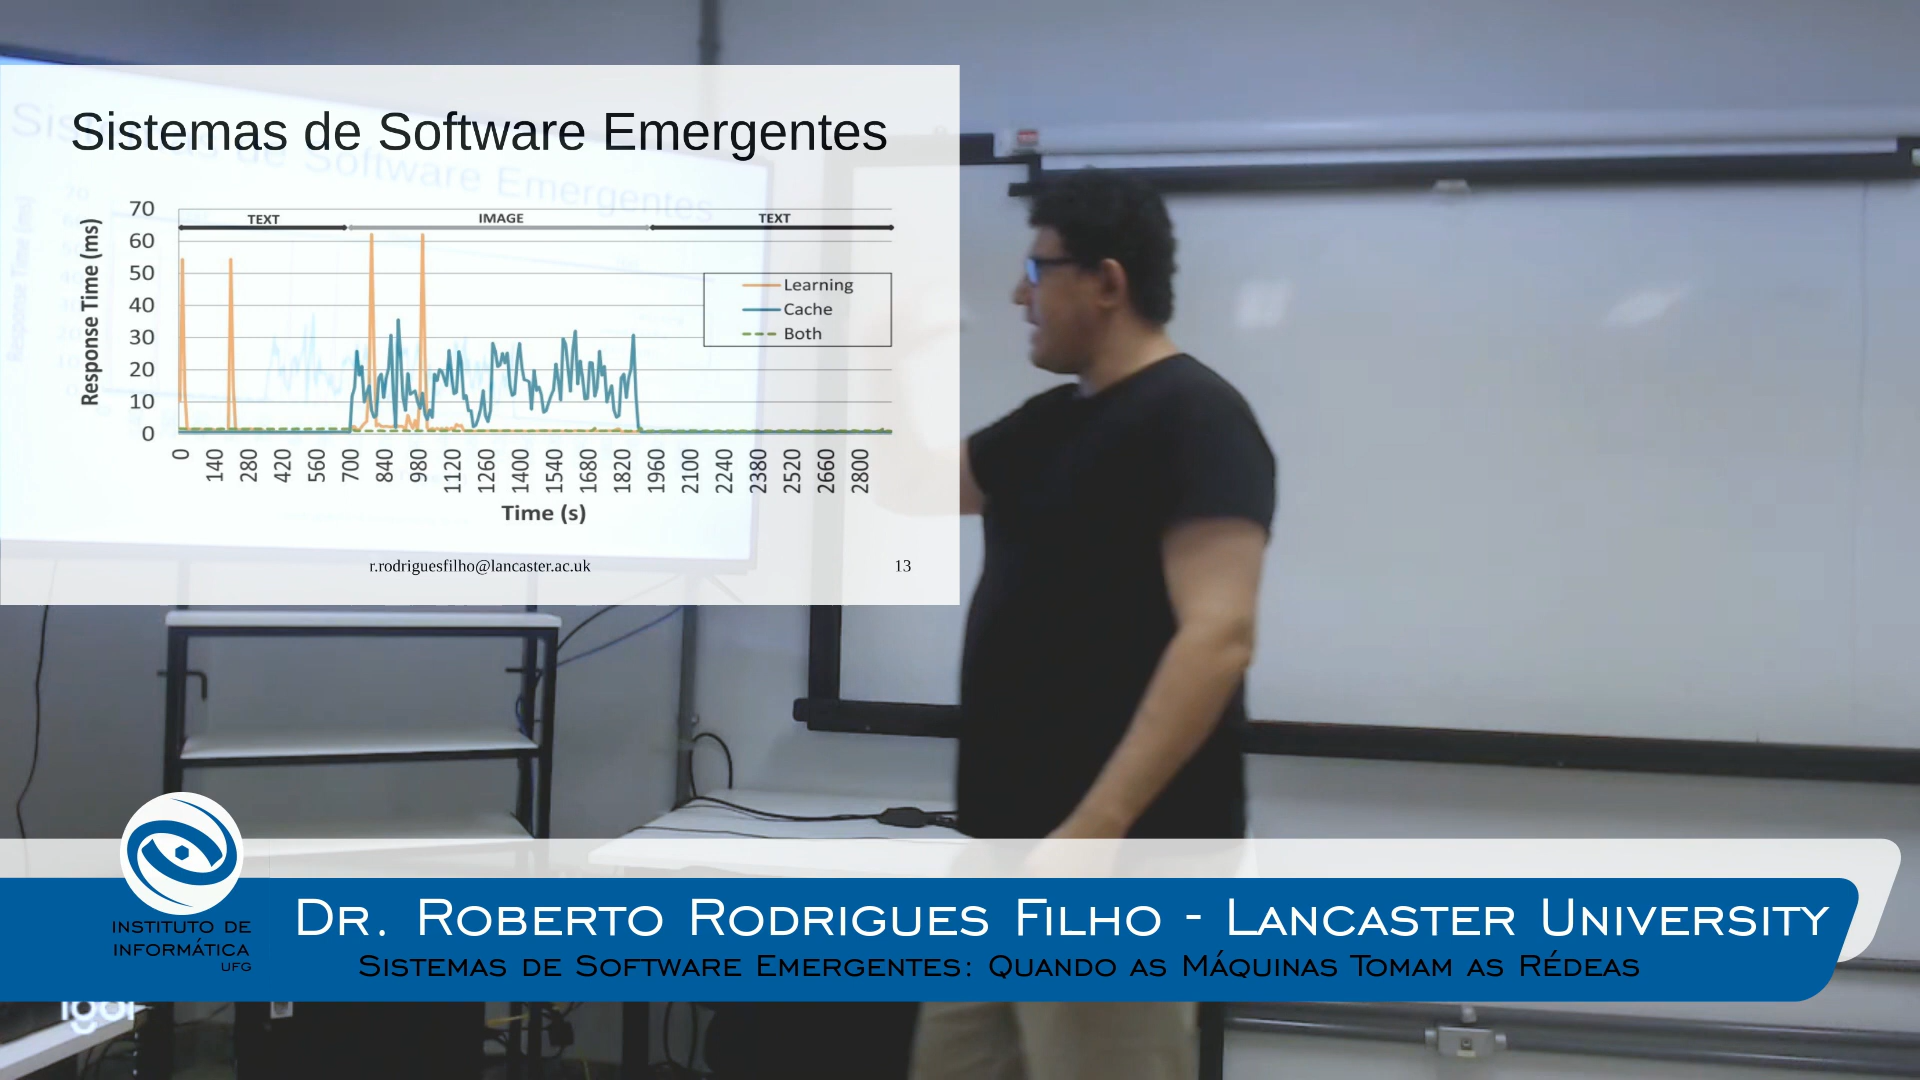 Sistemas de Software Emergentes
TEXT IMAGE TEXT
Response Time (ms)
70
60
50
40
30
20
10
0
Learning
Cache
Both
0 140 280 420 560 700 840 980 1120 1260 1400 1540 1680 1820 1960 2100 2240 2380 2520 2660 2800
Time (s)
r.rodriguesfilho@lancaster.ac.uk 13
INSTITUTO DE
INFORMÁTICA
UFG
Dr. Roberto Rodrigues Filho - Lancaster University
Sistemas de Software Emergentes: Quando as Máquinas Tomam as Rédeas